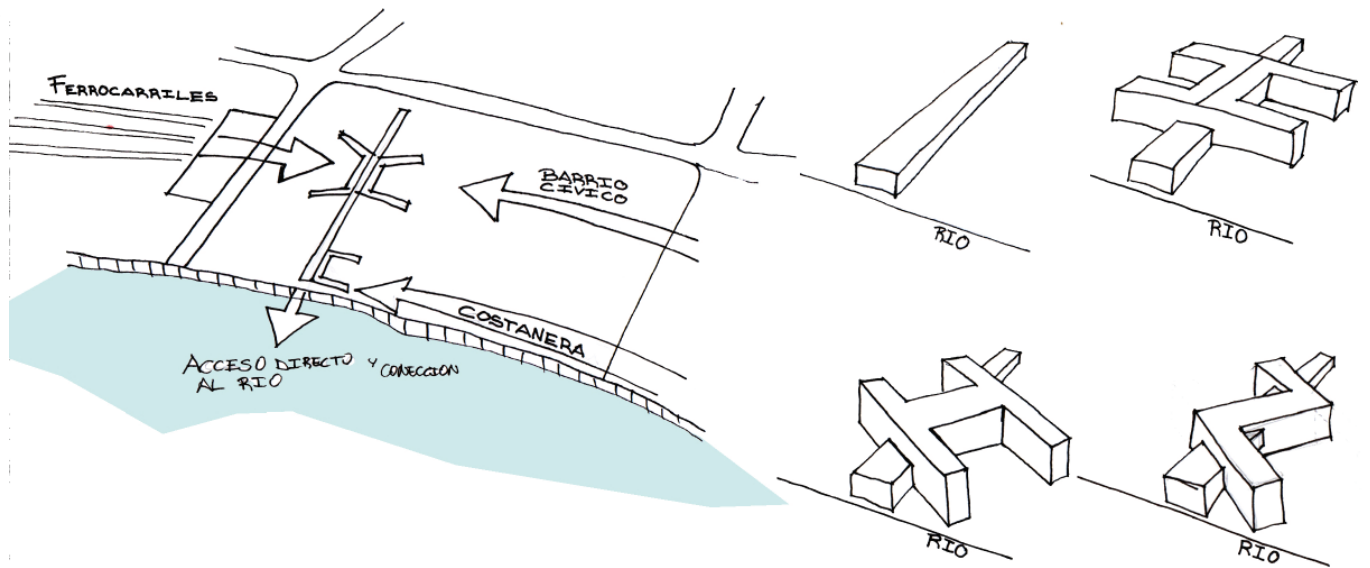 FERROCARRILES
BARRIO
CIVICO
COSTANERA
ACCESO DIRECTO Y CONECCION
AL RIO
RIO
RIO
RIO
RIO